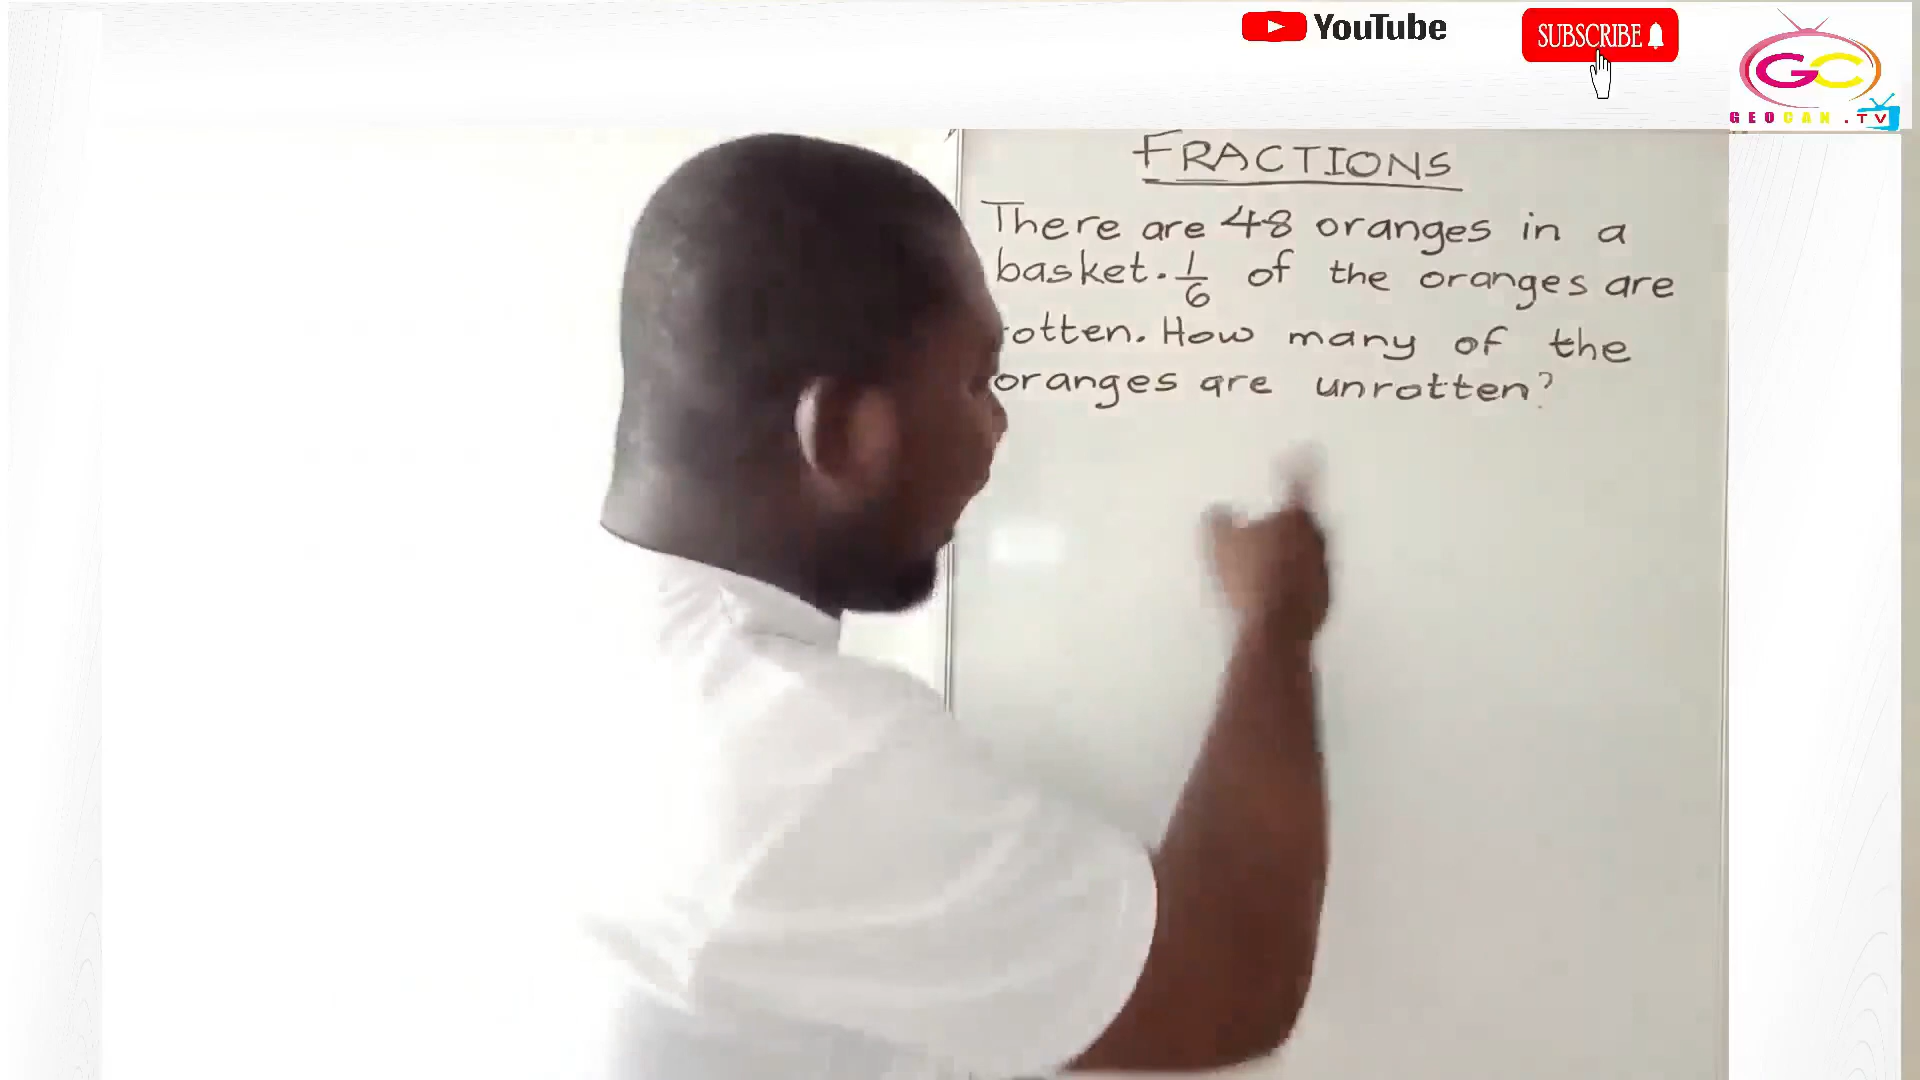 YouTube
SUBSCRIBE
GC
GEOCAN.TV
FRACTIONS
There are 48 oranges in a
basket. 1/6 of the oranges are
otten. How many of the
oranges are unrotten?